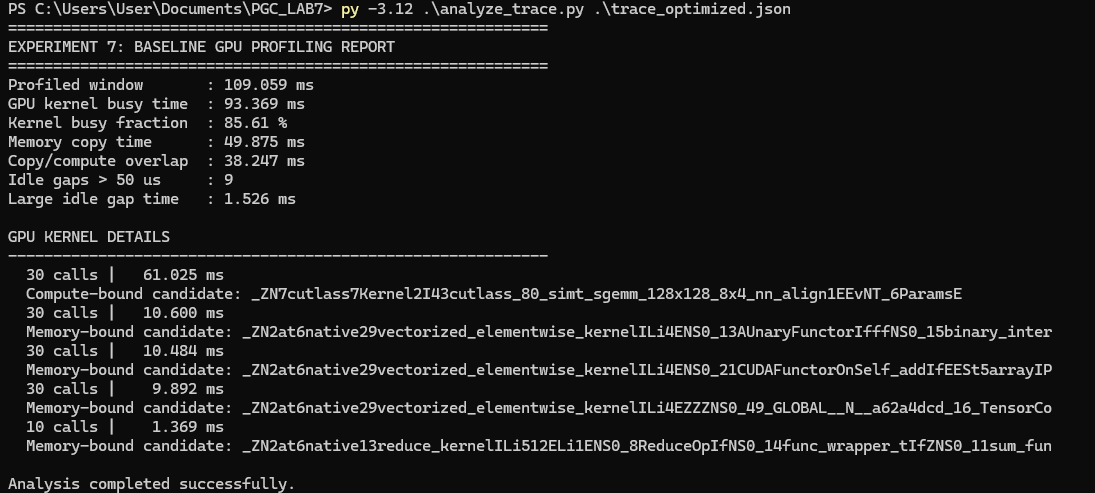 PS C:\Users\User\Documents\PGC_LAB7> py -3.12 .\analyze_trace.py .\trace_optimized.json
============================================================
EXPERIMENT 7: BASELINE GPU PROFILING REPORT
============================================================
Profiled window       : 109.059 ms
GPU kernel busy time  : 93.369 ms
Kernel busy fraction  : 85.61 %
Memory copy time      : 49.875 ms
Copy/compute overlap  : 38.247 ms
Idle gaps > 50 us     : 9
Large idle gap time   : 1.526 ms
GPU KERNEL DETAILS
------------------------------------------------------------
  30 calls |   61.025 ms
  Compute-bound candidate: _ZN7cutlass7Kernel2I43cutlass_80_simt_sgemm_128x128_8x4_nn_align1EEvNT_6ParamsE
  30 calls |   10.600 ms
  Memory-bound candidate: _ZN2at6native29vectorized_elementwise_kernelILi4ENS0_13AUnaryFunctorIfffNS0_15binary_inter
  30 calls |   10.484 ms
  Memory-bound candidate: _ZN2at6native29vectorized_elementwise_kernelILi4ENS0_21CUDAFunctorOnSelf_addIfEESt5arrayIP
  30 calls |    9.892 ms
  Memory-bound candidate: _ZN2at6native29vectorized_elementwise_kernelILi4EZZZNS0_49_GLOBAL__N__a62a4dcd_16_TensorCo
  10 calls |    1.369 ms
  Memory-bound candidate: _ZN2at6native13reduce_kernelILi512ELi1ENS0_8ReduceOpIfNS0_14func_wrapper_tIfZNS0_11sum_fun
Analysis completed successfully.